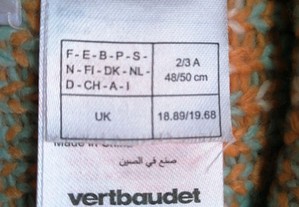 F - E - B - P - S -
N - FI - DK - NL -
D - CH - A - I
2/3 A
48/50 cm
UK
18.89/19.68
Made in China
صنع في الصين
vertbaudet